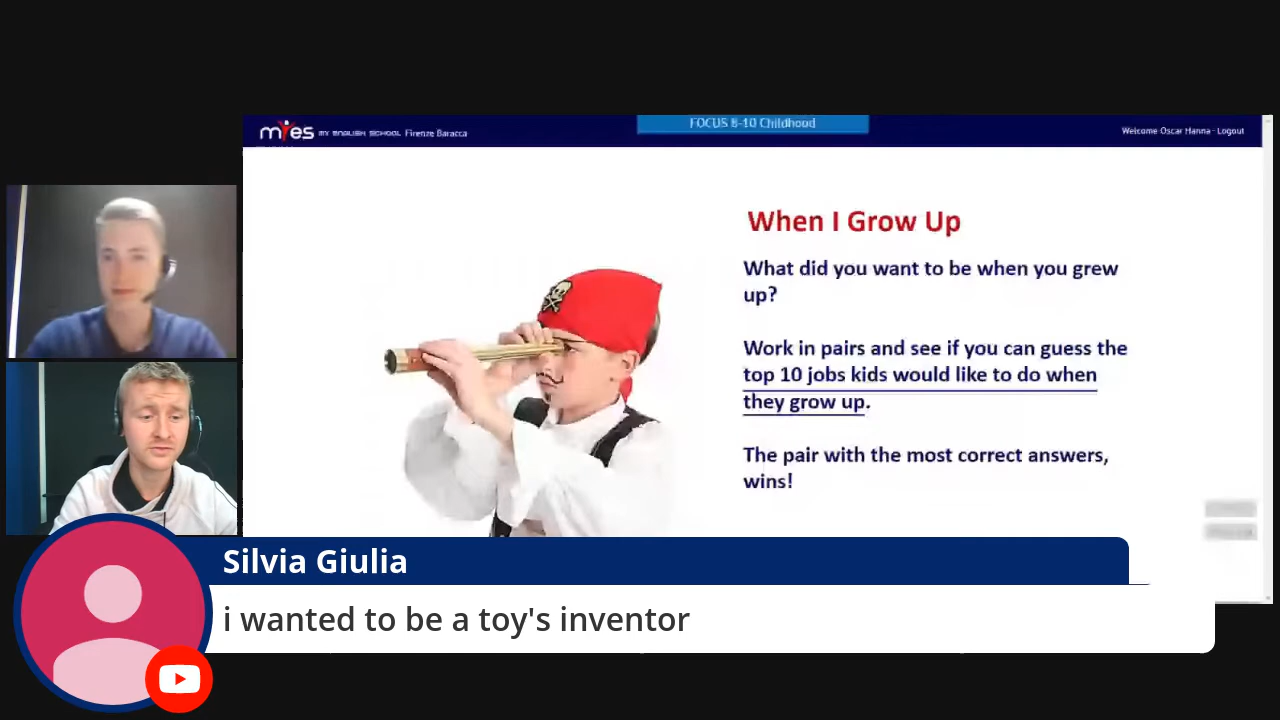 FOCUS 8-10 Childhood
myes MY ENGLISH SCHOOL Firenze Baracca
Welcome Oscar Hanna - Logout
When I Grow Up
What did you want to be when you grew
up?
Work in pairs and see if you can guess the
top 10 jobs kids would like to do when
they grow up.
The pair with the most correct answers,
wins!
Silvia Giulia
i wanted to be a toy's inventor